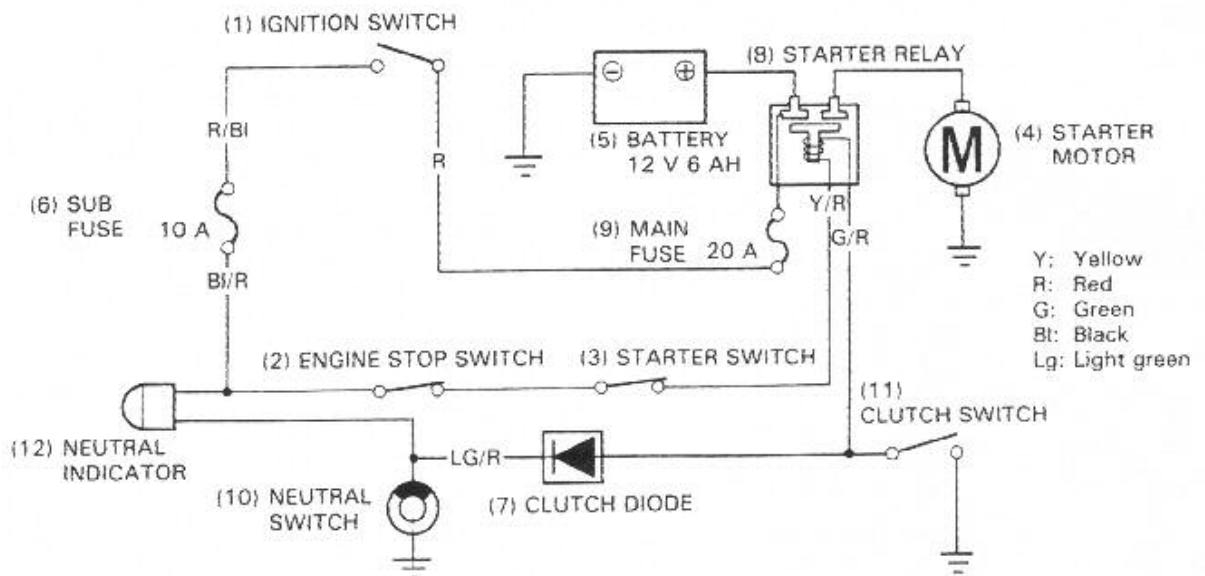 (1) IGNITION SWITCH
(8) STARTER RELAY
⊖ ⊕
(5) BATTERY
12 V 6 AH
(4) STARTER
MOTOR
M
R/Bl
R
(6) SUB
FUSE
10 A
Y/R
G/R
(9) MAIN
FUSE
20 A
Bl/R
Y: Yellow
R: Red
G: Green
Bl: Black
Lg: Light green
(2) ENGINE STOP SWITCH
(3) STARTER SWITCH
(11)
CLUTCH SWITCH
(12) NEUTRAL
INDICATOR
LG/R
(7) CLUTCH DIODE
(10) NEUTRAL
SWITCH